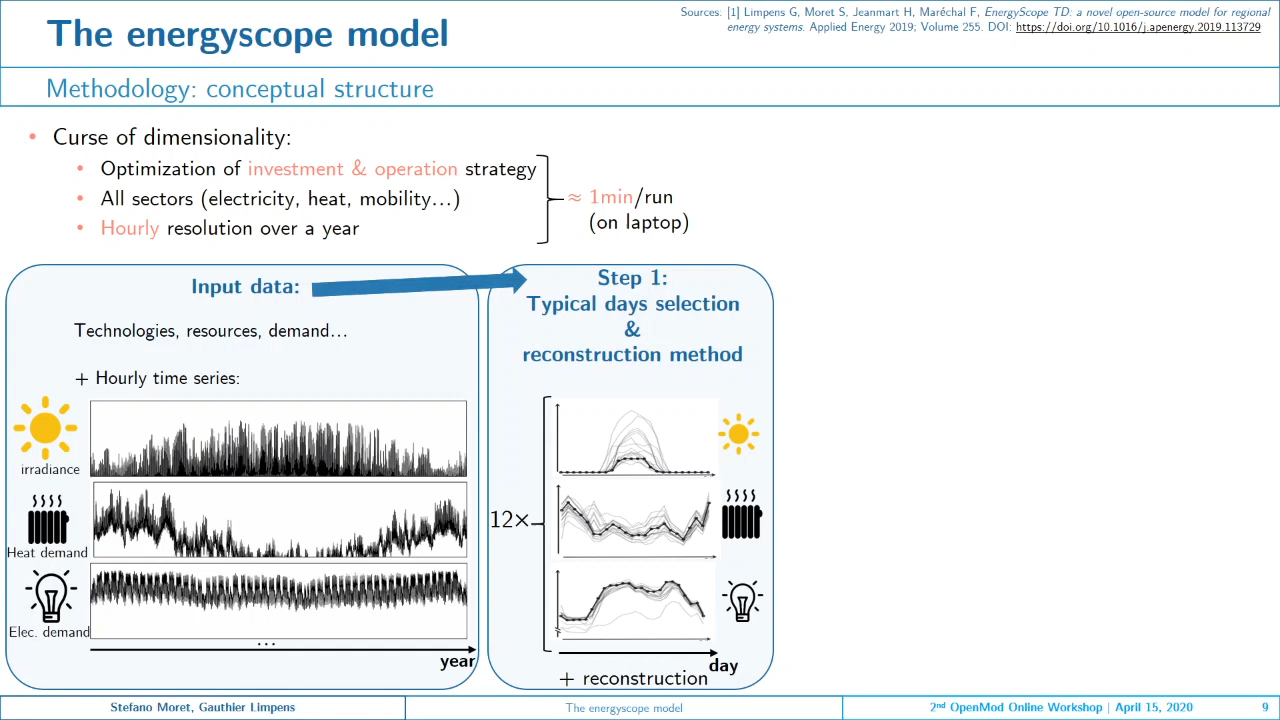 The energyscope model
Sources: [1] Limpens G, Moret S, Jeanmart H, Maréchal F, EnergyScope TD: a novel open-source model for regional
energy systems. Applied Energy 2019; Volume 255. DOI: https://doi.org/10.1016/j.apenergy.2019.113729
Methodology: conceptual structure
• Curse of dimensionality:
• Optimization of investment & operation strategy
• All sectors (electricity, heat, mobility…)
• Hourly resolution over a year
≈ 1min/run
(on laptop)
Input data:
Technologies, resources, demand…
+ Hourly time series:
irradiance
Heat demand
Elec. demand
…
year
Step 1:
Typical days selection
&
reconstruction method
12×
day
+ reconstruction
Stefano Moret, Gauthier Limpens
The energyscope model
2nd OpenMod Online Workshop | April 15, 2020
9